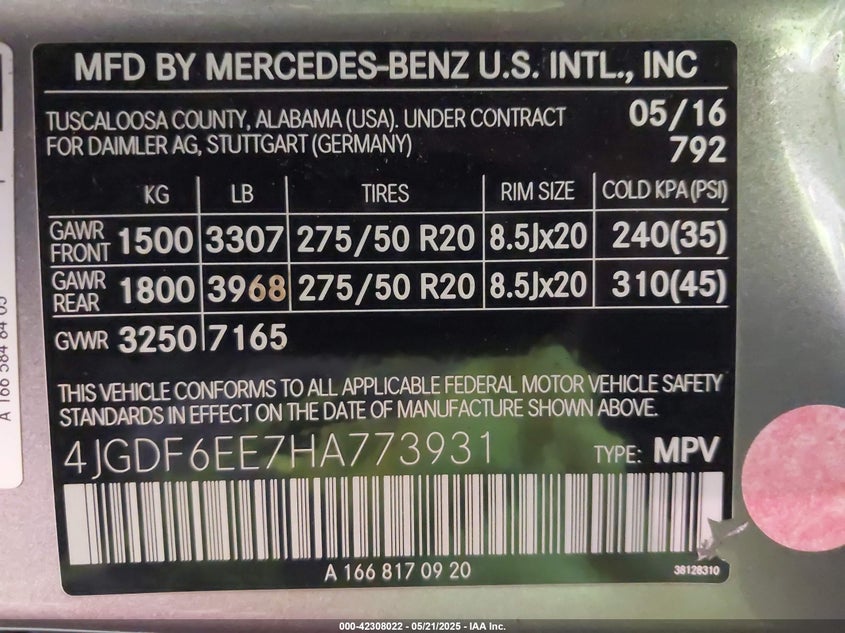 MFD BY MERCEDES-BENZ U.S. INTL., INC
TUSCALOOSA COUNTY, ALABAMA (USA). UNDER CONTRACT
FOR DAIMLER AG, STUTTGART (GERMANY)
05/16
792
KG LB TIRES RIM SIZE COLD KPA (PSI)
GAWR FRONT 1500 3307 275/50 R20 8.5Jx20 240(35)
GAWR REAR 1800 3968 275/50 R20 8.5Jx20 310(45)
GVWR 3250 7165
THIS VEHICLE CONFORMS TO ALL APPLICABLE FEDERAL MOTOR VEHICLE SAFETY
STANDARDS IN EFFECT ON THE DATE OF MANUFACTURE SHOWN ABOVE.
4JGDF6EE7HA773931 TYPE: MPV
A 166 817 09 20
38128310
000-42308022 - 05/21/2025 - IAA Inc.